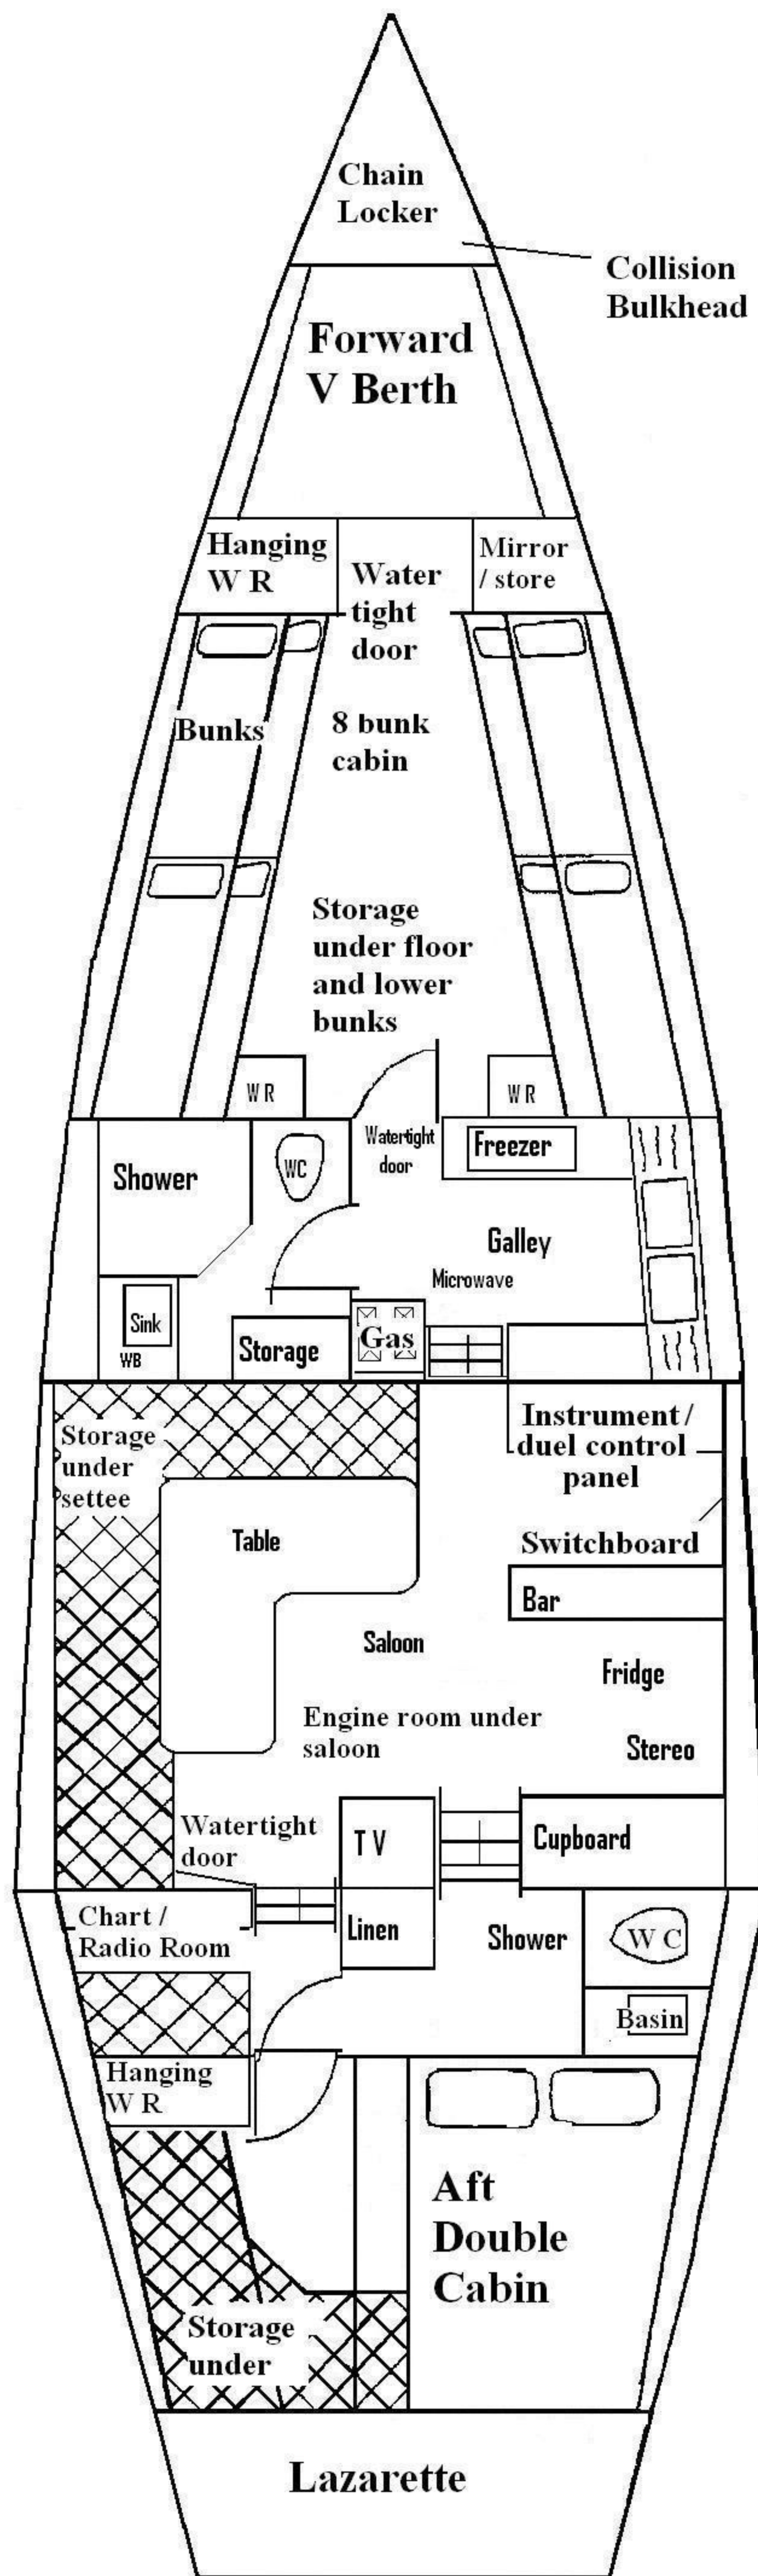 Chain
Locker
Collision
Bulkhead
Forward
V Berth
Hanging
W R
Water
tight
door
Mirror
/ store
Bunks
8 bunk
cabin
Storage
under floor
and lower
bunks
W R
W R
Shower
WC
Watertight
door
Freezer
Galley
Microwave
Sink
WB
Storage
Gas
Storage
under
settee
Instrument /
duel control
panel
Table
Switchboard
Bar
Saloon
Fridge
Engine room under
saloon
Stereo
Watertight
door
T V
Cupboard
Chart /
Radio Room
Linen
Shower
W C
Basin
Hanging
W R
Aft
Double
Cabin
Storage
under
Lazarette